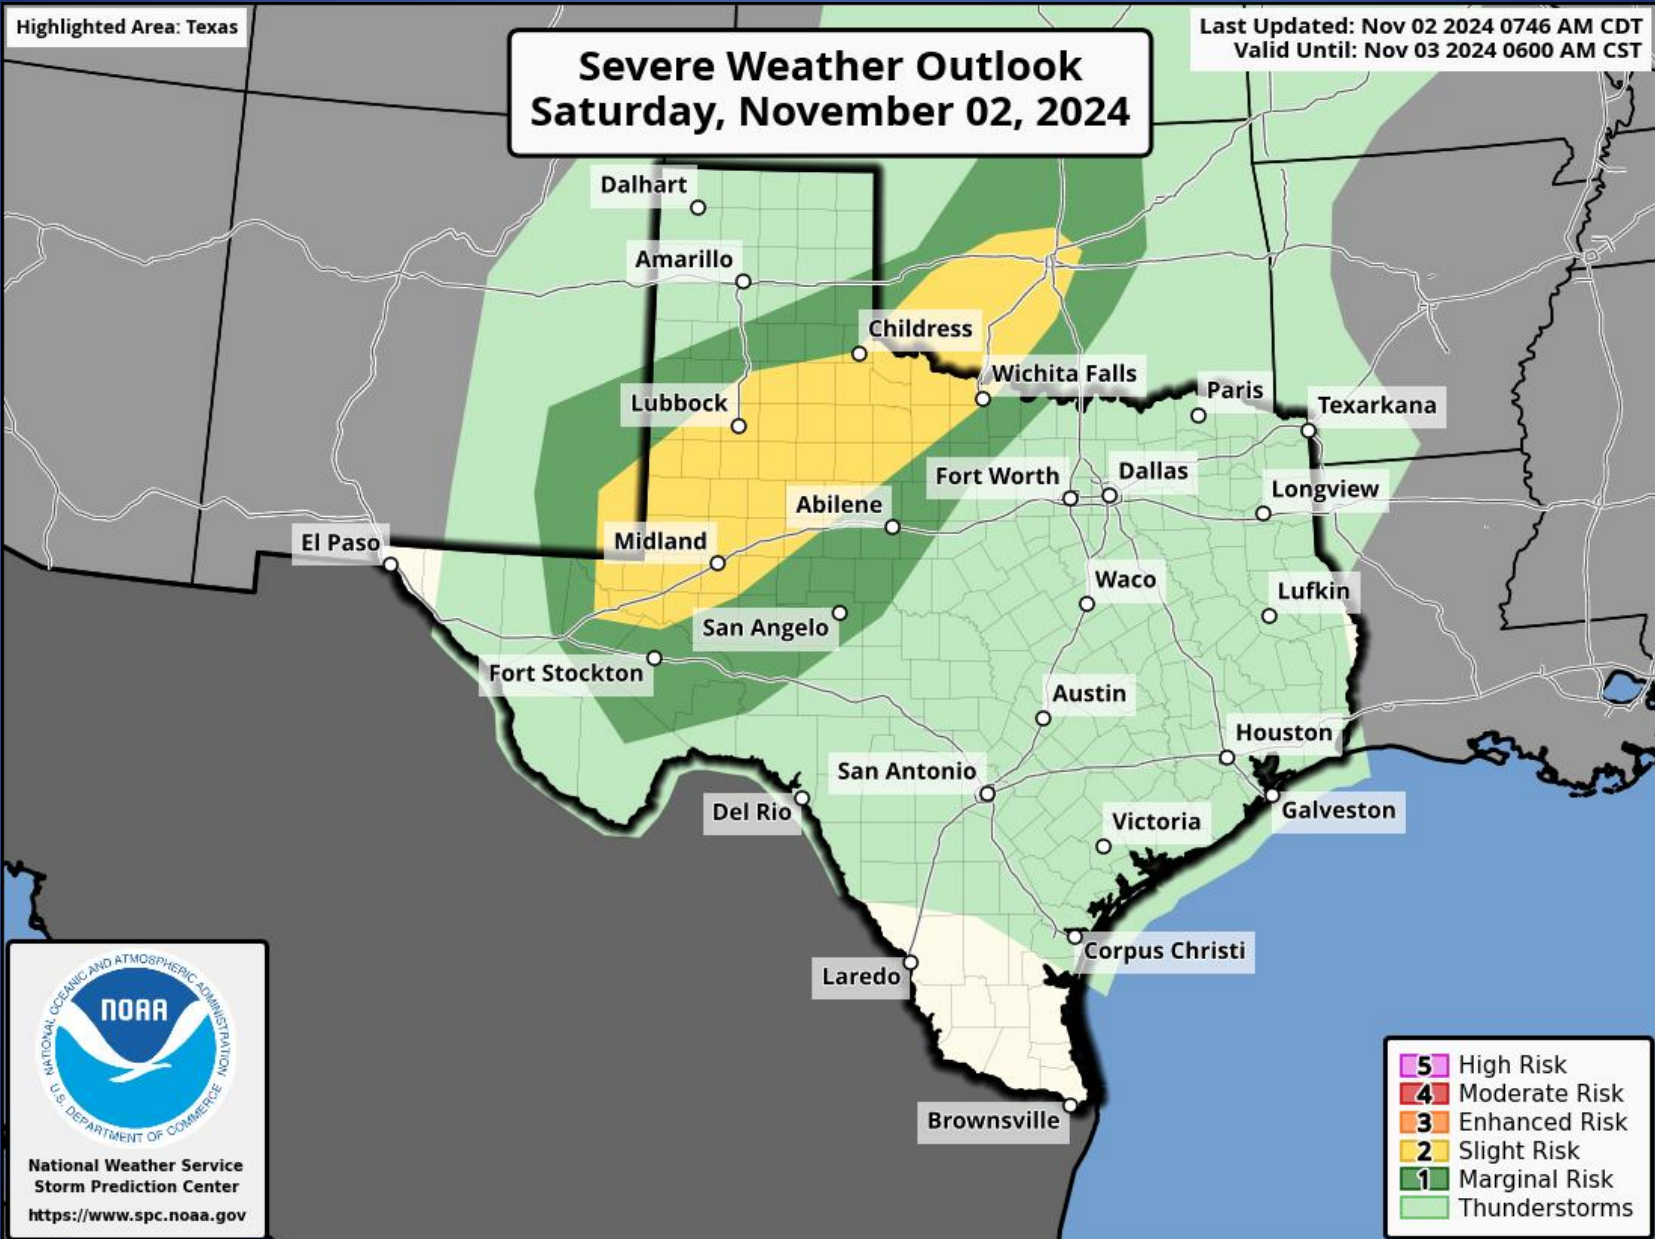 Highlighted Area: Texas
Last Updated: Nov 02 2024 0746 AM CDT
Valid Until: Nov 03 2024 0600 AM CST
Severe Weather Outlook
Saturday, November 02, 2024
Dalhart
Amarillo
Childress
Wichita Falls
Paris
Texarkana
Lubbock
Fort Worth
Dallas
Longview
Abilene
El Paso
Midland
Waco
Lufkin
San Angelo
Fort Stockton
Austin
Houston
San Antonio
Del Rio
Galveston
Victoria
Corpus Christi
Laredo
Brownsville
NATIONAL OCEANIC AND ATMOSPHERIC ADMINISTRATION
NOAA
U.S. DEPARTMENT OF COMMERCE
National Weather Service
Storm Prediction Center
https://www.spc.noaa.gov
5 High Risk
4 Moderate Risk
3 Enhanced Risk
2 Slight Risk
1 Marginal Risk
Thunderstorms